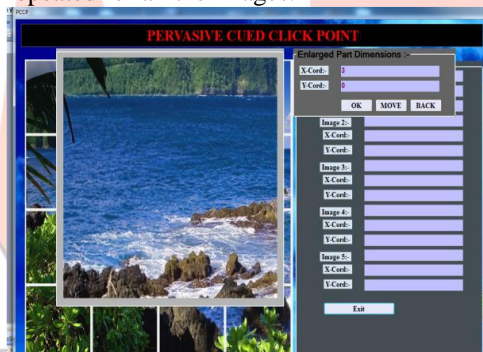 PCCP
PERVASIVE CUED CLICK POINT
Enlarged Part Dimensions :-
X-Cord:- 3
Y-Cord:- 0
OK MOVE BACK
Image 2:-
X-Cord:-
Y-Cord:-
Image 3:-
X-Cord:-
Y-Cord:-
Image 4:-
X-Cord:-
Y-Cord:-
Image 5:-
X-Cord:-
Y-Cord:-
Exit